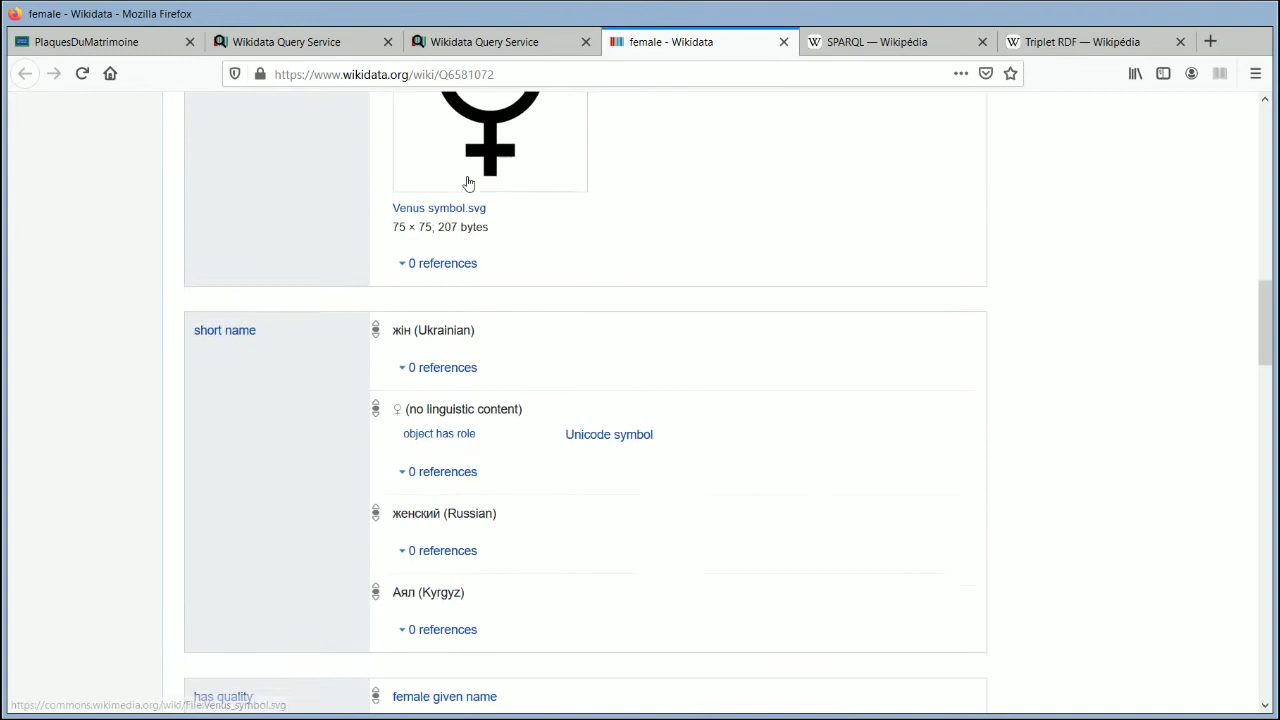 female - Wikidata - Mozilla Firefox
PlaquesDuMatrimoine
Wikidata Query Service
Wikidata Query Service
female - Wikidata
SPARQL — Wikipédia
Triplet RDF — Wikipédia
https://www.wikidata.org/wiki/Q6581072
Venus symbol.svg
75 × 75, 207 bytes
0 references
short name
жін (Ukrainian)
0 references
♀ (no linguistic content)
object has role
Unicode symbol
0 references
женский (Russian)
0 references
Аял (Kyrgyz)
0 references
has quality
female given name
https://commons.wikimedia.org/wiki/File:Venus_symbol.svg